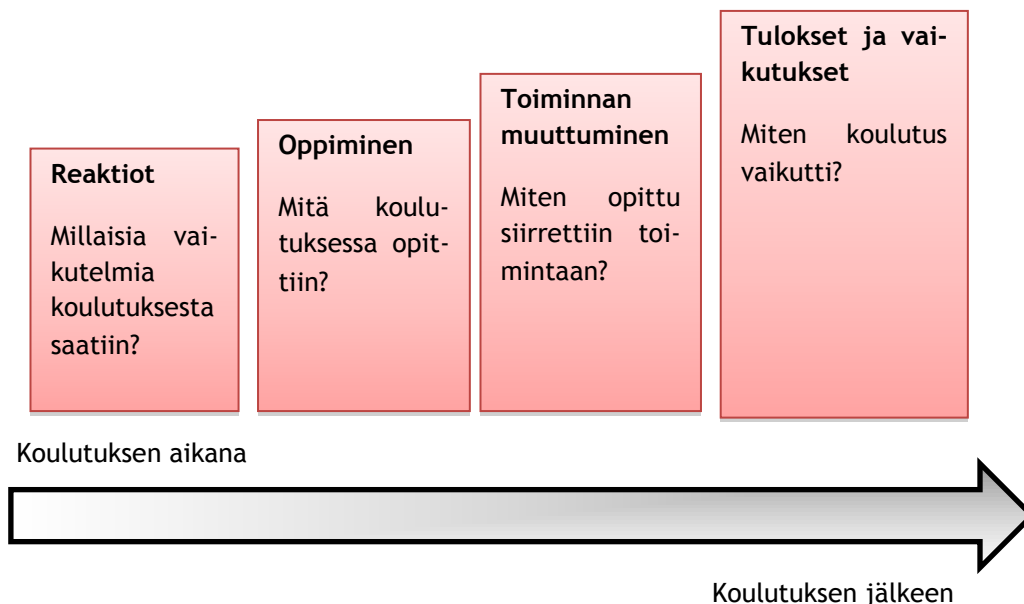 Reaktiot
Millaisia vai-
kutelmia
koulutuksesta
saatiin?
Oppiminen
Mitä koulu-
tuksessa opit-
tiin?
Toiminnan
muuttuminen
Miten opittu
siirrettiin toi-
mintaan?
Tulokset ja vai-
kutukset
Miten koulutus
vaikutti?
Koulutuksen aikana
Koulutuksen jälkeen